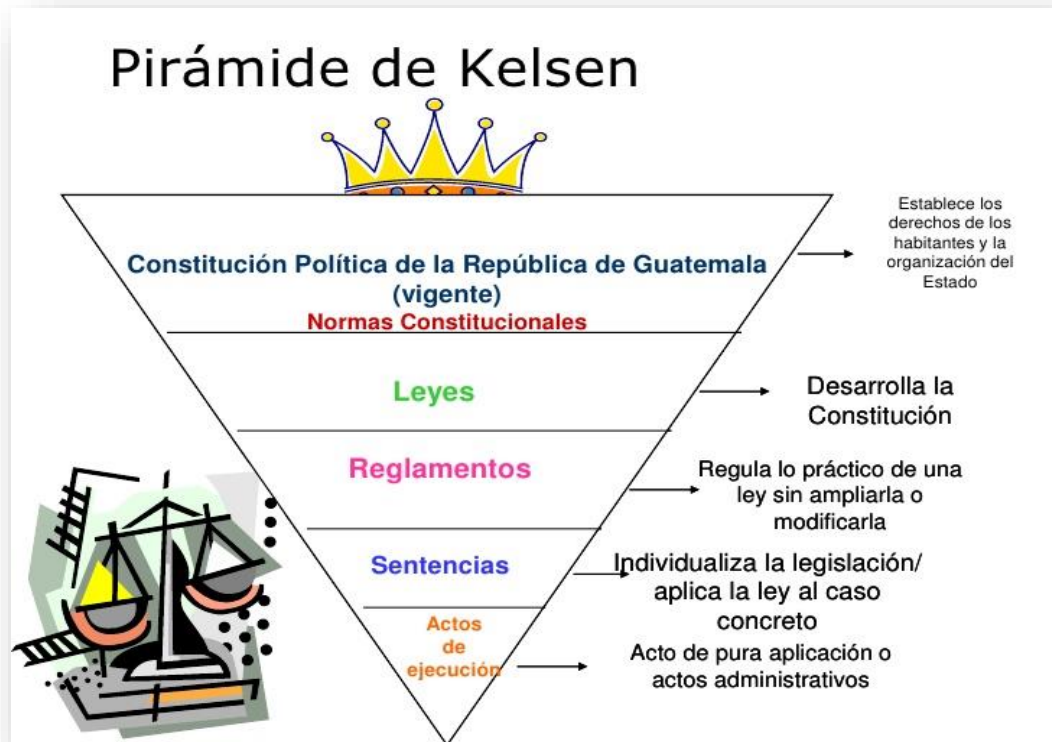 Pirámide de Kelsen
Establece los
derechos de los
habitantes y la
organización del
Estado
Constitución Política de la República de Guatemala
(vigente)
Normas Constitucionales
Leyes
Desarrolla la
Constitución
Reglamentos
Regula lo práctico de una
ley sin ampliarla o
modificarla
Sentencias
Individualiza la legislación/
aplica la ley al caso
concreto
Actos
de
ejecución
Acto de pura aplicación o
actos administrativos